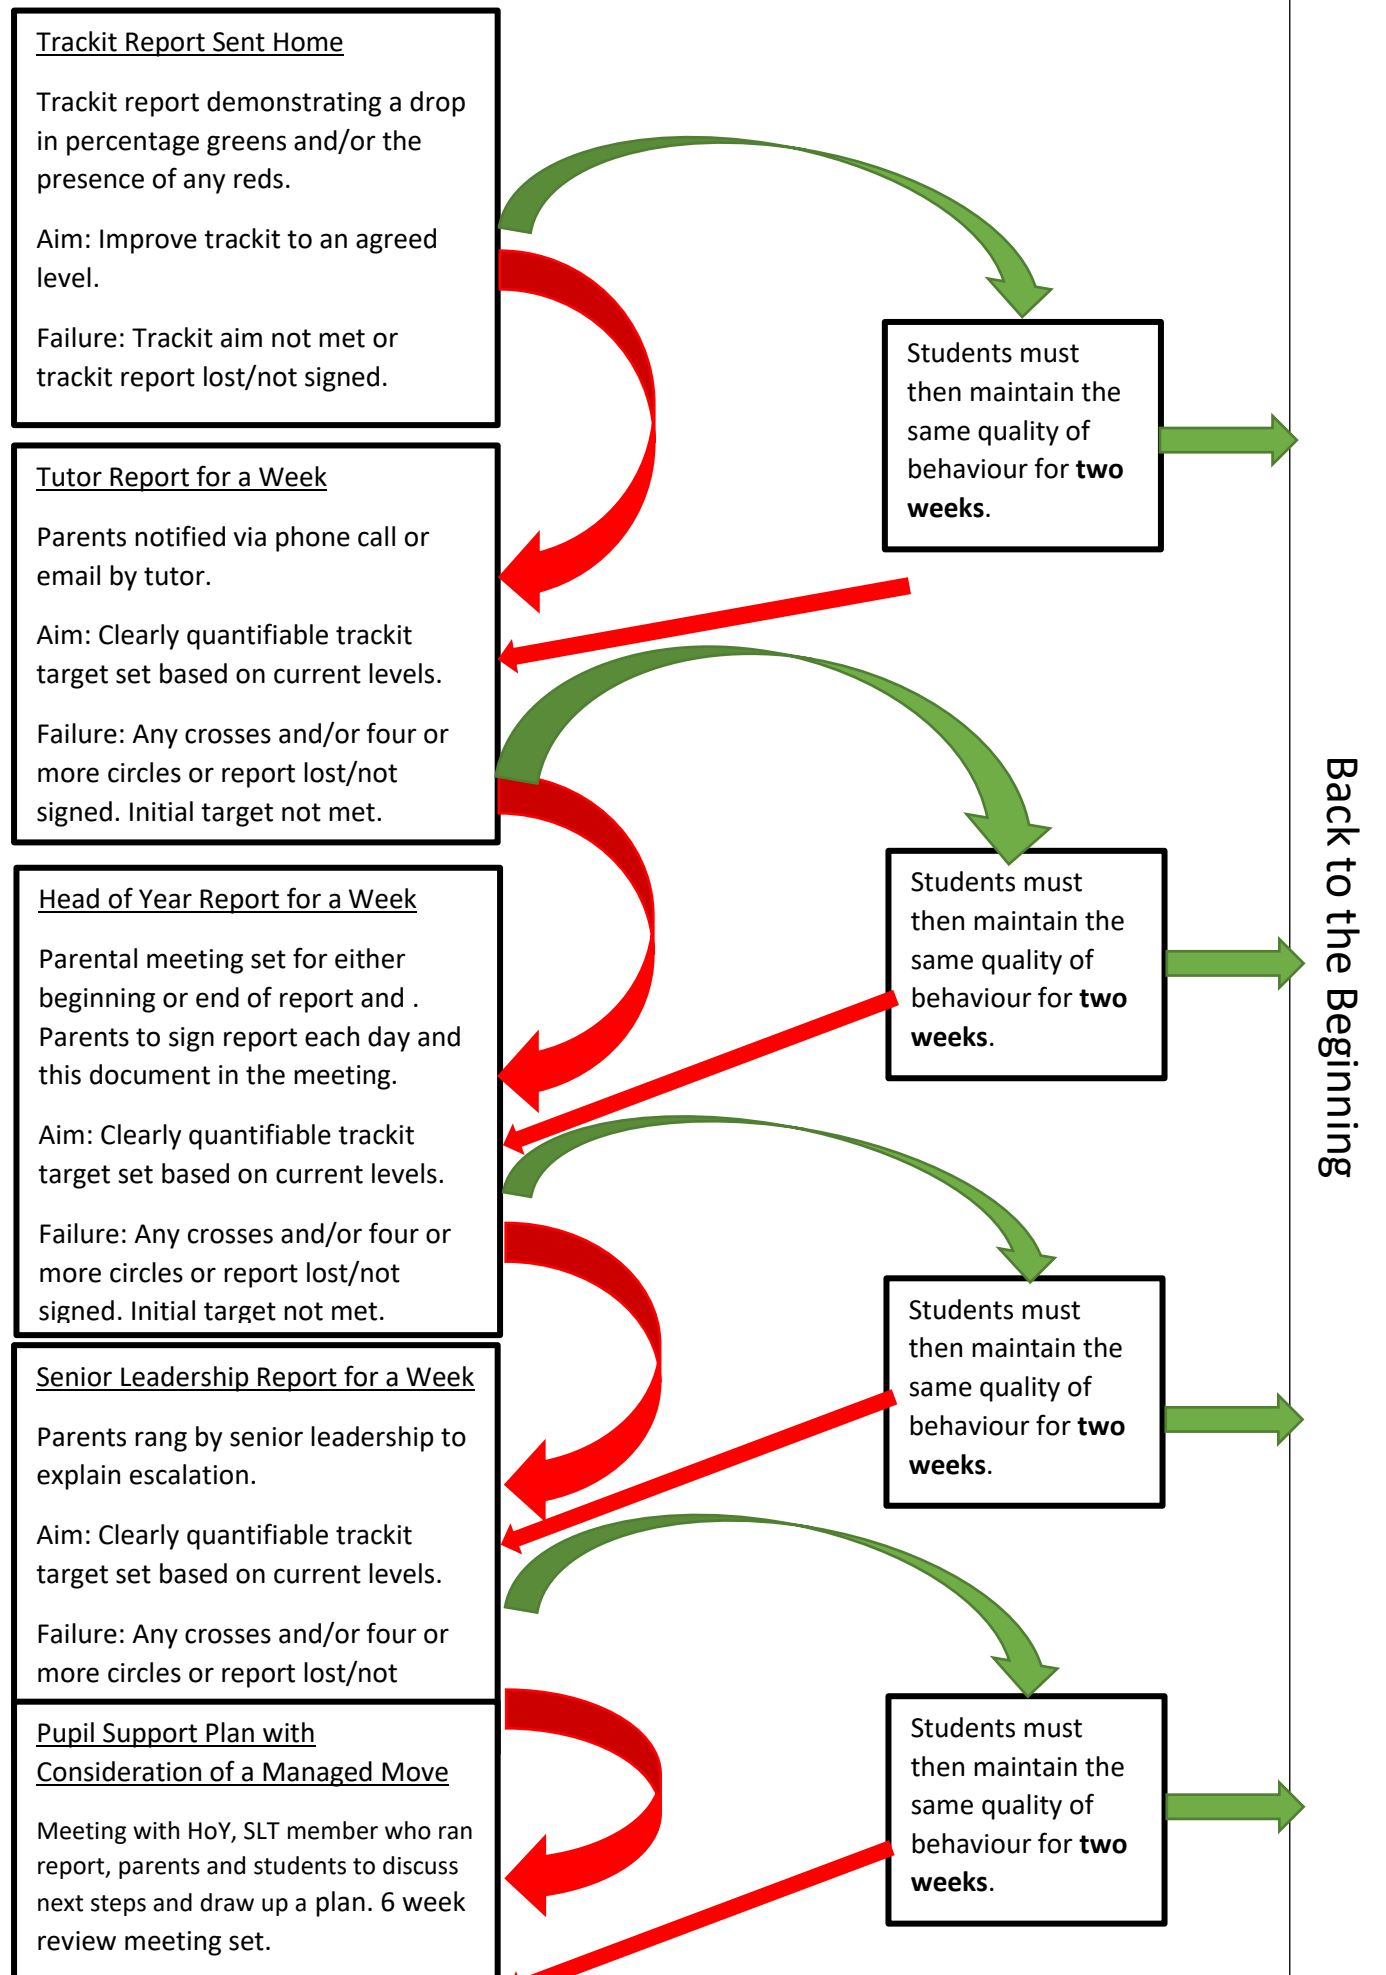 Trackit Report Sent Home
Trackit report demonstrating a drop
in percentage greens and/or the
presence of any reds.
Aim: Improve trackit to an agreed
level.
Failure: Trackit aim not met or
trackit report lost/not signed.
Students must
then maintain the
same quality of
behaviour for two
weeks.
Tutor Report for a Week
Parents notified via phone call or
email by tutor.
Aim: Clearly quantifiable trackit
target set based on current levels.
Failure: Any crosses and/or four or
more circles or report lost/not
signed. Initial target not met.
Students must
then maintain the
same quality of
behaviour for two
weeks.
Head of Year Report for a Week
Parental meeting set for either
beginning or end of report and .
Parents to sign report each day and
this document in the meeting.
Aim: Clearly quantifiable trackit
target set based on current levels.
Failure: Any crosses and/or four or
more circles or report lost/not
signed. Initial target not met.
Students must
then maintain the
same quality of
behaviour for two
weeks.
Senior Leadership Report for a Week
Parents rang by senior leadership to
explain escalation.
Aim: Clearly quantifiable trackit
target set based on current levels.
Failure: Any crosses and/or four or
more circles or report lost/not
Students must
then maintain the
same quality of
behaviour for two
weeks.
Pupil Support Plan with
Consideration of a Managed Move
Meeting with HoY, SLT member who ran
report, parents and students to discuss
next steps and draw up a plan. 6 week
review meeting set.
Back to the Beginning